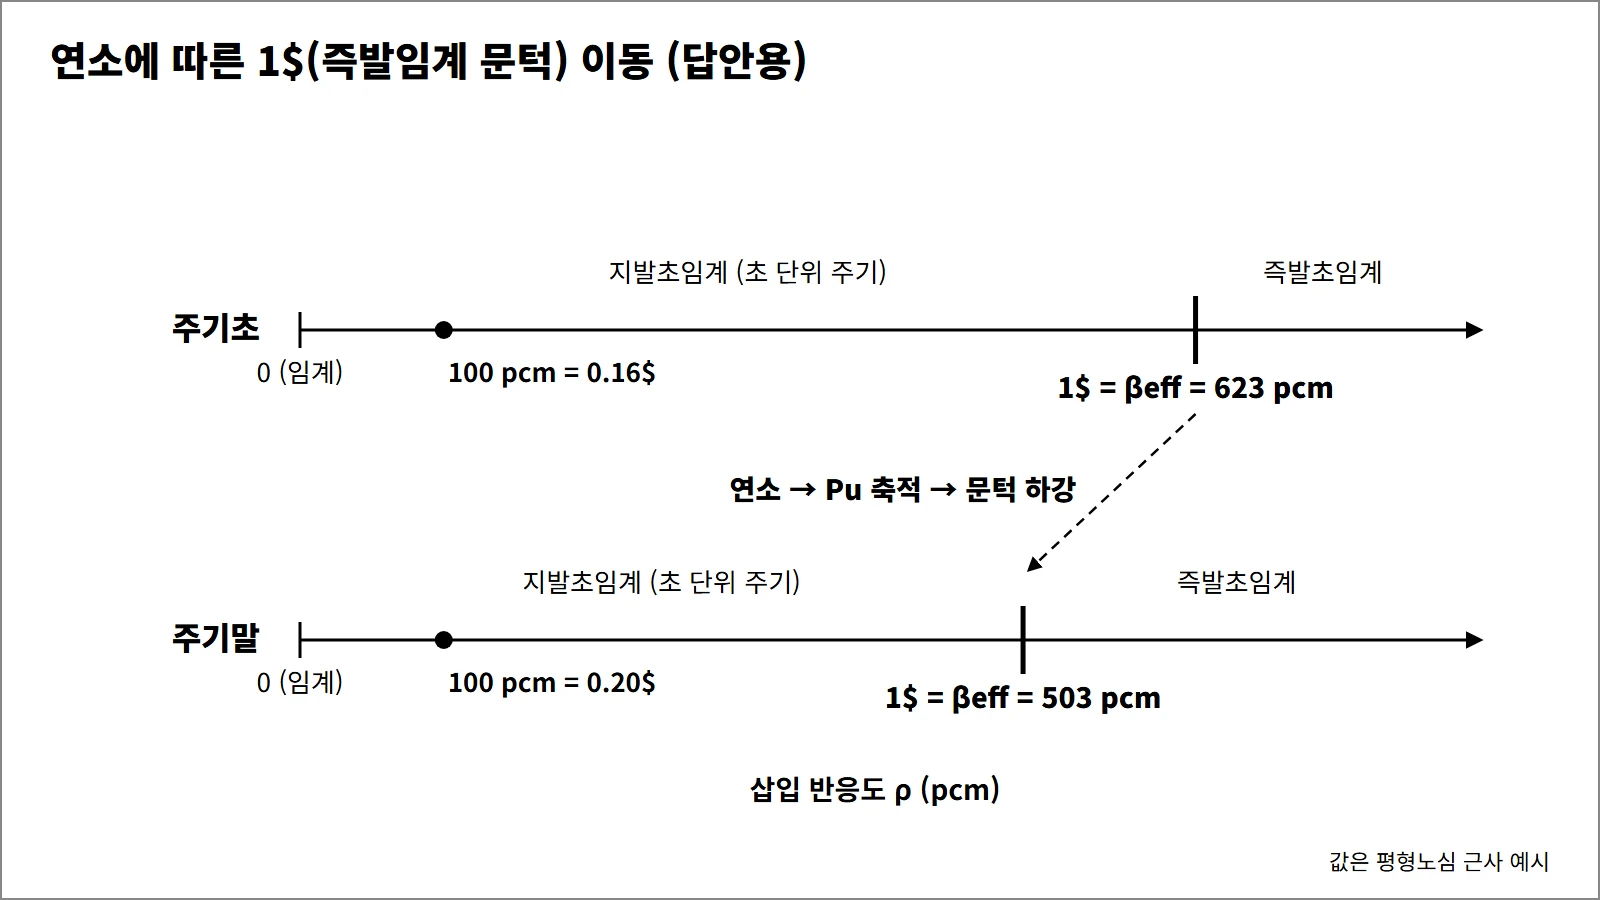 연소에 따른 1$(즉발임계 문턱) 이동 (답안용)
지발초임계 (초 단위 주기)
즉발초임계
주기초
0 (임계)
100 pcm = 0.16$
1$ = βeff = 623 pcm
연소 → Pu 축적 → 문턱 하강
지발초임계 (초 단위 주기)
즉발초임계
주기말
0 (임계)
100 pcm = 0.20$
1$ = βeff = 503 pcm
삽입 반응도 ρ (pcm)
값은 평형노심 근사 예시